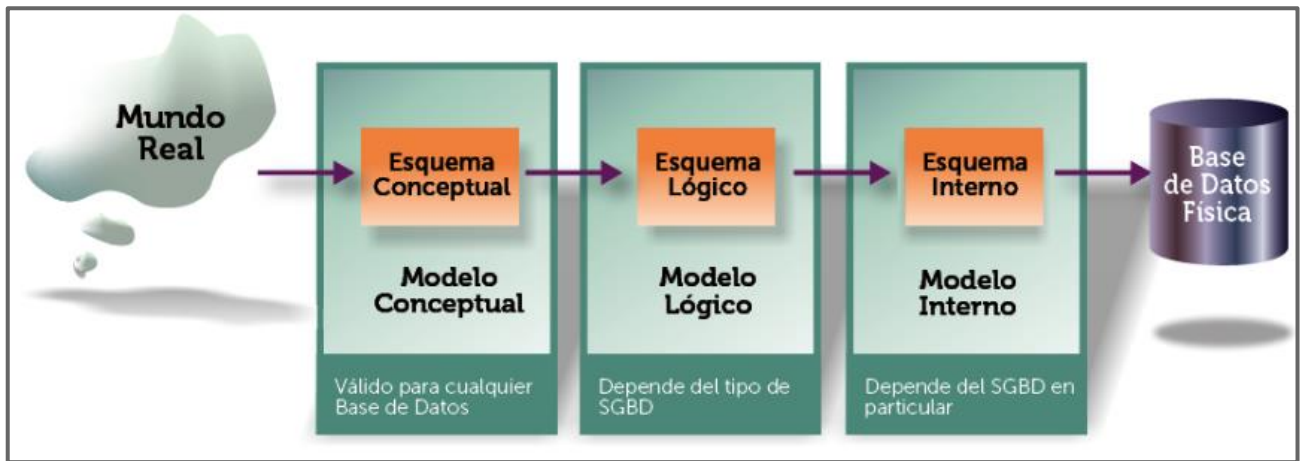 Mundo
Real
Esquema
Conceptual
Modelo
Conceptual
Válido para cualquier
Base de Datos
Esquema
Lógico
Modelo
Lógico
Depende del tipo de
SGBD
Esquema
Interno
Modelo
Interno
Depende del SGBD en
particular
Base
de Datos
Física